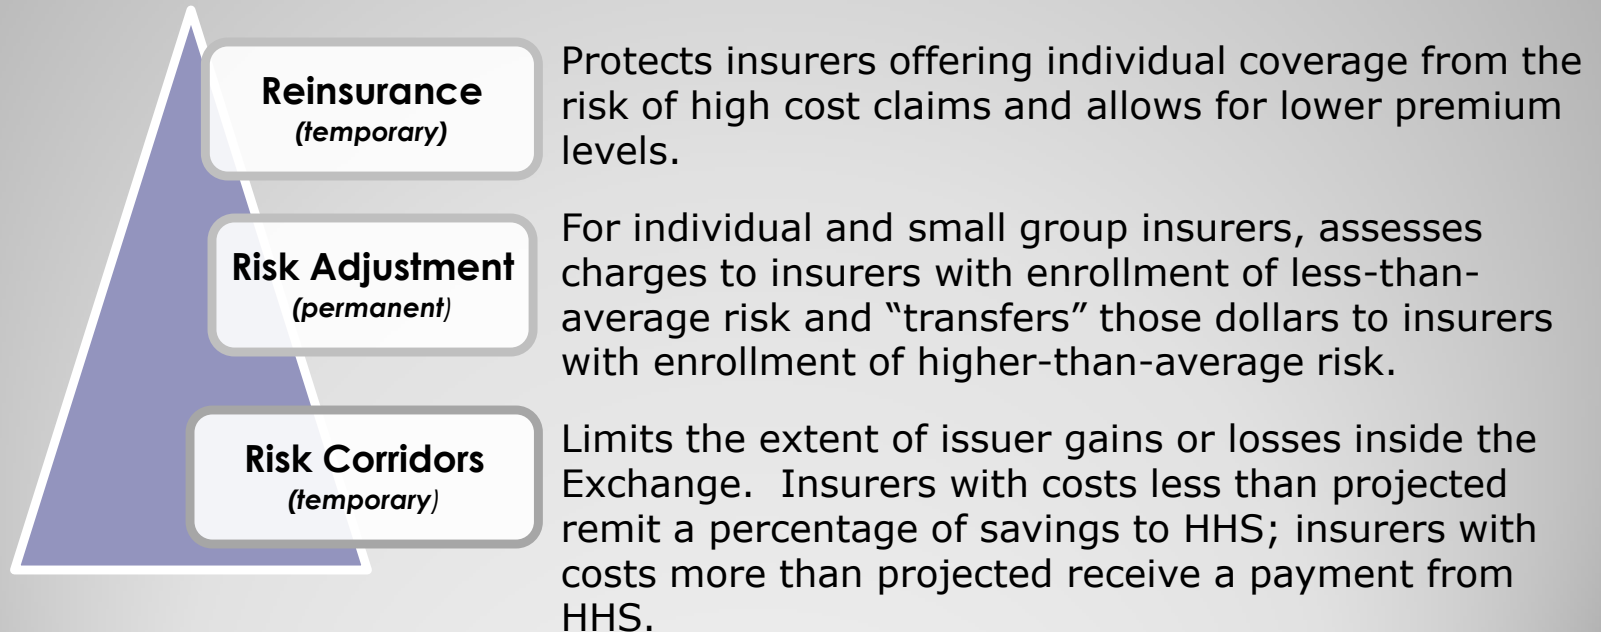 Reinsurance
(temporary)
Protects insurers offering individual coverage from the
risk of high cost claims and allows for lower premium
levels.
Risk Adjustment
(permanent)
For individual and small group insurers, assesses
charges to insurers with enrollment of less-than-
average risk and “transfers” those dollars to insurers
with enrollment of higher-than-average risk.
Risk Corridors
(temporary)
Limits the extent of issuer gains or losses inside the
Exchange.  Insurers with costs less than projected
remit a percentage of savings to HHS; insurers with
costs more than projected receive a payment from
HHS.